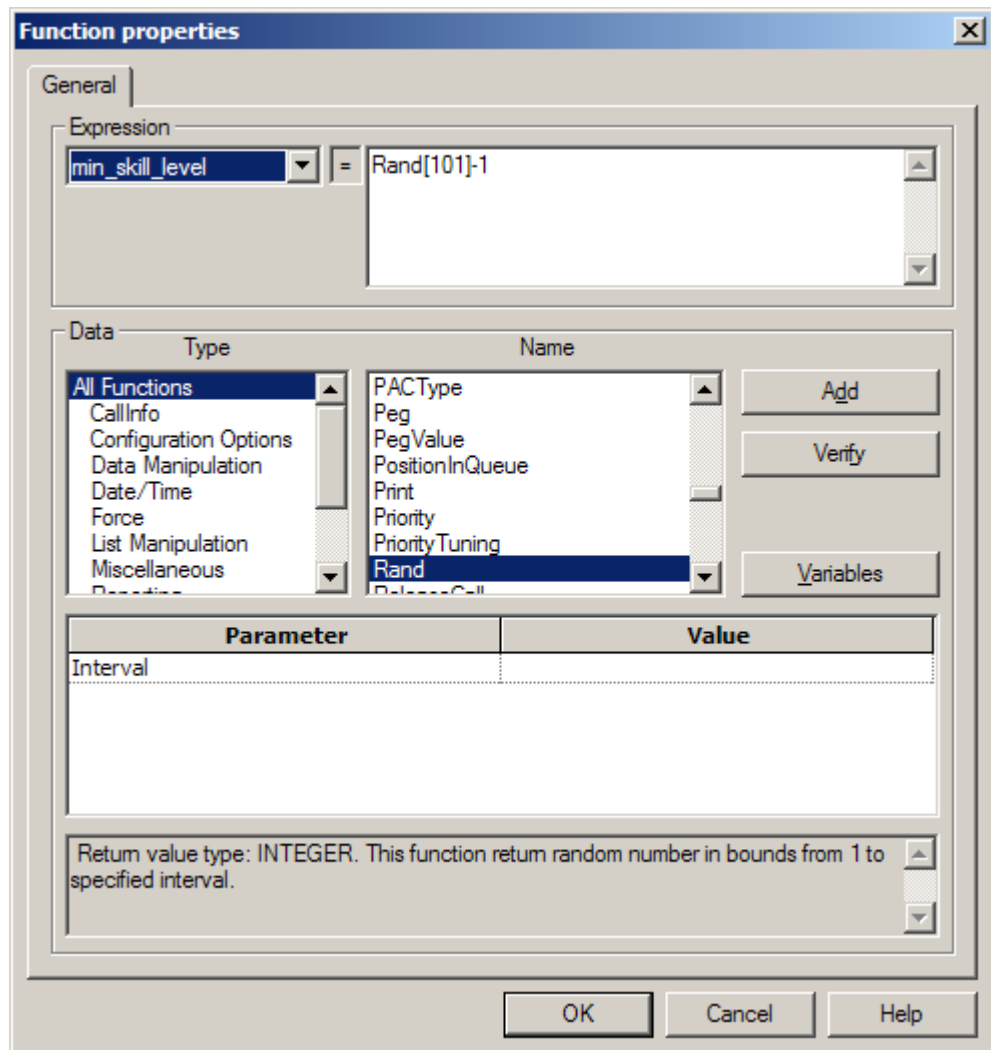 Function properties
General
Expression
min_skill_level = Rand[101]-1
Data
Type Name
All Functions
CallInfo
Configuration Options
Data Manipulation
Date/Time
Force
List Manipulation
Miscellaneous
Reporting
PACType
Peg
PegValue
PositionInQueue
Print
Priority
PriorityTuning
Rand
ReleaseCall
Add
Verify
Variables
Parameter Value
Interval
Return value type: INTEGER. This function return random number in bounds from 1 to
specified interval.
OK Cancel Help